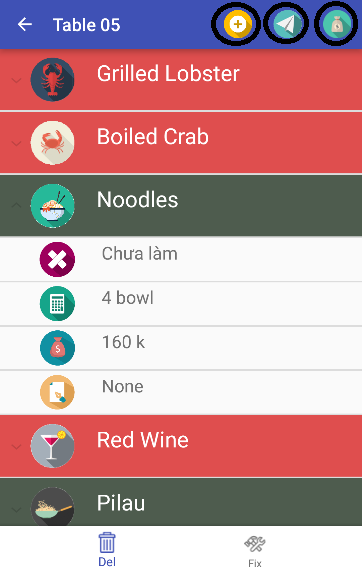 Table 05
Grilled Lobster
Boiled Crab
Noodles
Chưa làm
4 bowl
160 k
None
Red Wine
Pilau
Del
Fix